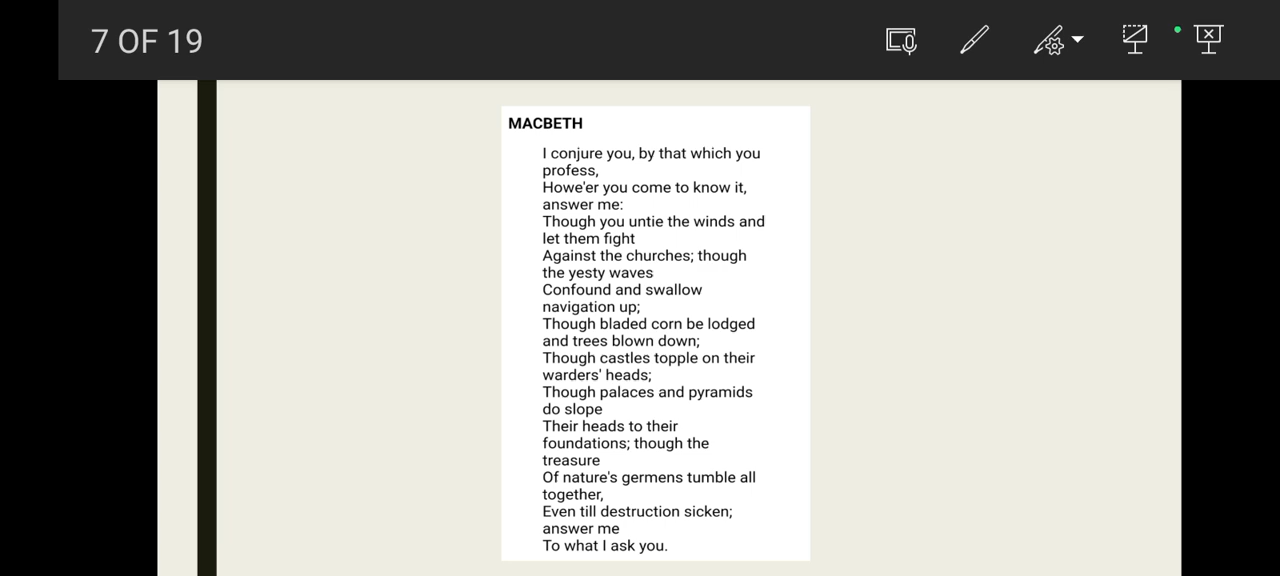 7 OF 19
MACBETH
I conjure you, by that which you
profess,
Howe'er you come to know it,
answer me:
Though you untie the winds and
let them fight
Against the churches; though
the yesty waves
Confound and swallow
navigation up;
Though bladed corn be lodged
and trees blown down;
Though castles topple on their
warders' heads;
Though palaces and pyramids
do slope
Their heads to their
foundations; though the
treasure
Of nature's germens tumble all
together,
Even till destruction sicken;
answer me
To what I ask you.